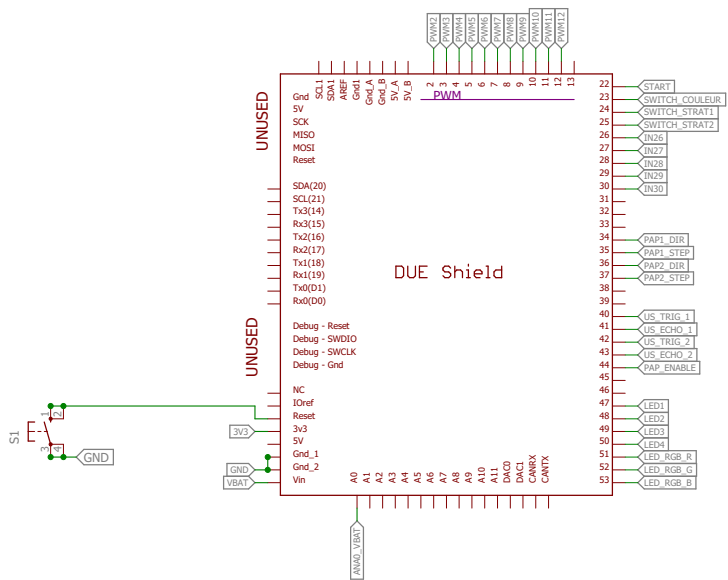 PWM2
PWM3
PWM4
PWM5
PWM6
PWM7
PWM8
PWM9
PWM10
PWM11
PWM12
SCL1
SDA1
AREF
Gnd1
Gnd_A
Gnd_B
5V_A
5V_B
2
3
4
5
6
7
8
9
10
11
12
13
PWM
UNUSED
Gnd
5V
SCK
MISO
MOSI
Reset
SDA(20)
SCL(21)
Tx3(14)
Rx3(15)
Tx2(16)
Rx2(17)
Tx1(18)
Rx1(19)
Tx0(D1)
Rx0(D0)
DUE Shield
UNUSED
Debug - Reset
Debug - SWDIO
Debug - SWCLK
Debug - Gnd
NC
IOref
Reset
3v3
5V
Gnd_1
Gnd_2
Vin
S1
1
2
3
4
GND
3V3
GND
VBAT
22 START
23 SWITCH_COULEUR
24 SWITCH_STRAT1
25 SWITCH_STRAT2
26 IN26
27 IN27
28 IN28
29 IN29
30 IN30
31
32
33
34 PAP1_DIR
35 PAP1_STEP
36 PAP2_DIR
37 PAP2_STEP
38
39
40 US_TRIG_1
41 US_ECHO_1
42 US_TRIG_2
43 US_ECHO_2
44 PAP_ENABLE
45
46
47 LED1
48 LED2
49 LED3
50 LED4
51 LED_RGB_R
52 LED_RGB_G
53 LED_RGB_B
A0
A1
A2
A3
A4
A5
A6
A7
A8
A9
A10
A11
DAC0
DAC1
CANRX
CANTX
ANA0_VBAT